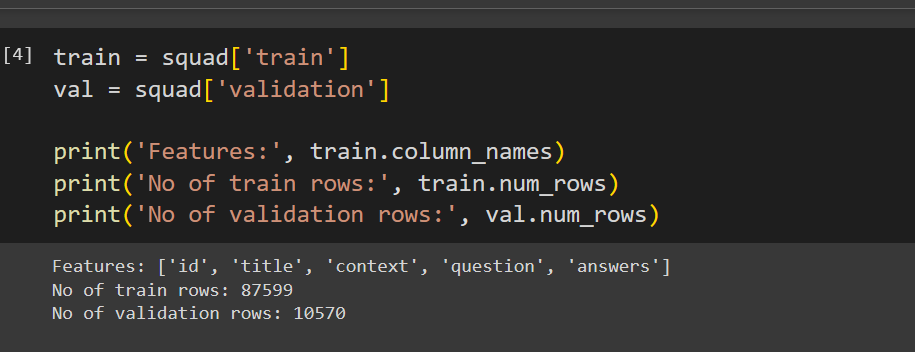 [4] train = squad['train']
val = squad['validation']
print('Features:', train.column_names)
print('No of train rows:', train.num_rows)
print('No of validation rows:', val.num_rows)
Features: ['id', 'title', 'context', 'question', 'answers']
No of train rows: 87599
No of validation rows: 10570